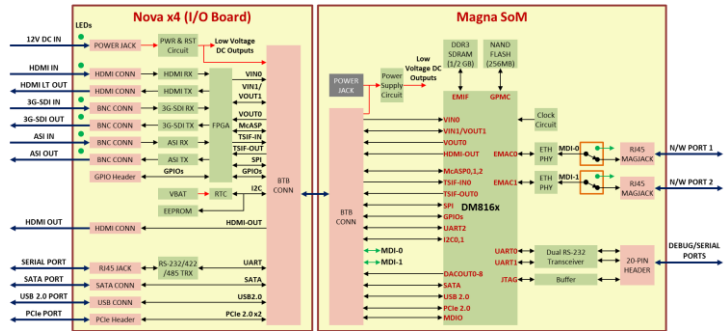 Nova x4 (I/O Board)
Magna SoM
LEDs
12V DC IN
POWER JACK
PWR & RST
Circuit
Low Voltage
DC Outputs
HDMI IN
HDMI CONN
HDMI RX
VIN0
HDMI LT OUT
HDMI CONN
HDMI TX
VIN1/
VOUT1
3G-SDI IN
BNC CONN
3G-SDI RX
3G-SDI OUT
BNC CONN
3G-SDI TX
FPGA
VOUT0
McASP
ASI IN
BNC CONN
ASI RX
TSIF-IN
ASI OUT
BNC CONN
ASI TX
TSIF-OUT
SPI
GPIO Header
GPIOs
GPIOs
VBAT
RTC
I2C
EEPROM
BTB
CONN
HDMI OUT
HDMI CONN
HDMI-OUT
SERIAL PORT
RJ45 JACK
RS-232/422
/485 TRX
UART
SATA PORT
SATA CONN
SATA
USB 2.0 PORT
USB CONN
USB2.0
PCIe PORT
PCIe Header
PCIe 2.0 x2
DDR3
SDRAM
(1/2 GB)
NAND
FLASH
(256MB)
POWER
JACK
Power
Supply
Circuit
Low Voltage
DC Outputs
EMIF
GPMC
Clock
Circuit
BTB
CONN
VIN0
VIN1/VOUT1
VOUT0
HDMI-OUT
McASP0,1,2
TSIF-IN0
TSIF-OUT0
SPI
GPIOs
UART2
I2C0,1
MDI-0
MDI-1
DACOUT0-8
SATA
USB 2.0
PCIe 2.0
MDIO
DM816x
EMAC0
ETH
PHY
MDI-0
RJ45
MAGJACK
N/W PORT 1
EMAC1
ETH
PHY
MDI-1
RJ45
MAGJACK
N/W PORT 2
UART0
UART1
Dual RS-232
Transceiver
JTAG
Buffer
20-PIN
HEADER
DEBUG/SERIAL
PORTS